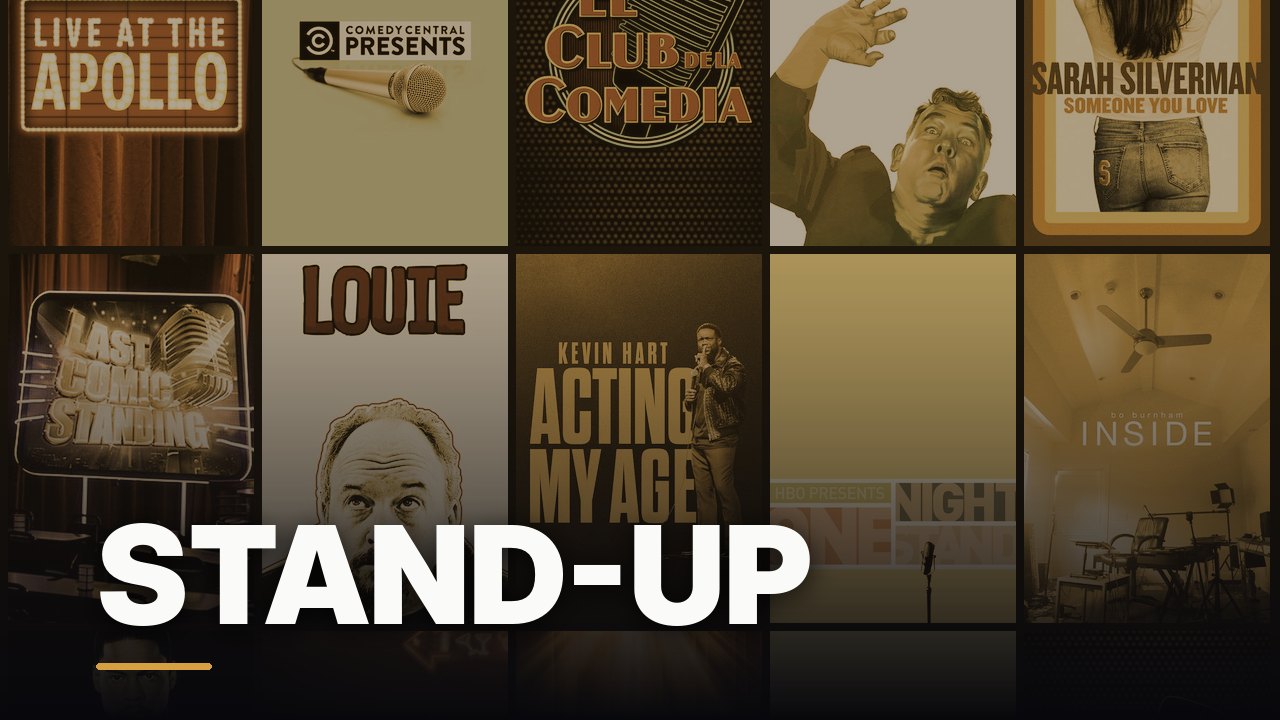 LIVE AT THE
APOLLO
COMEDY CENTRAL
PRESENTS
EL
CLUB DE LA
COMEDIA
SARAH SILVERMAN
SOMEONE YOU LOVE
S
LAST
COMIC
STANDING
LOUIE
KEVIN HART
ACTING
MY AGE
HBO PRESENTS
ONE
NIGHT
STAND
bo burnham
INSIDE
STAND-UP